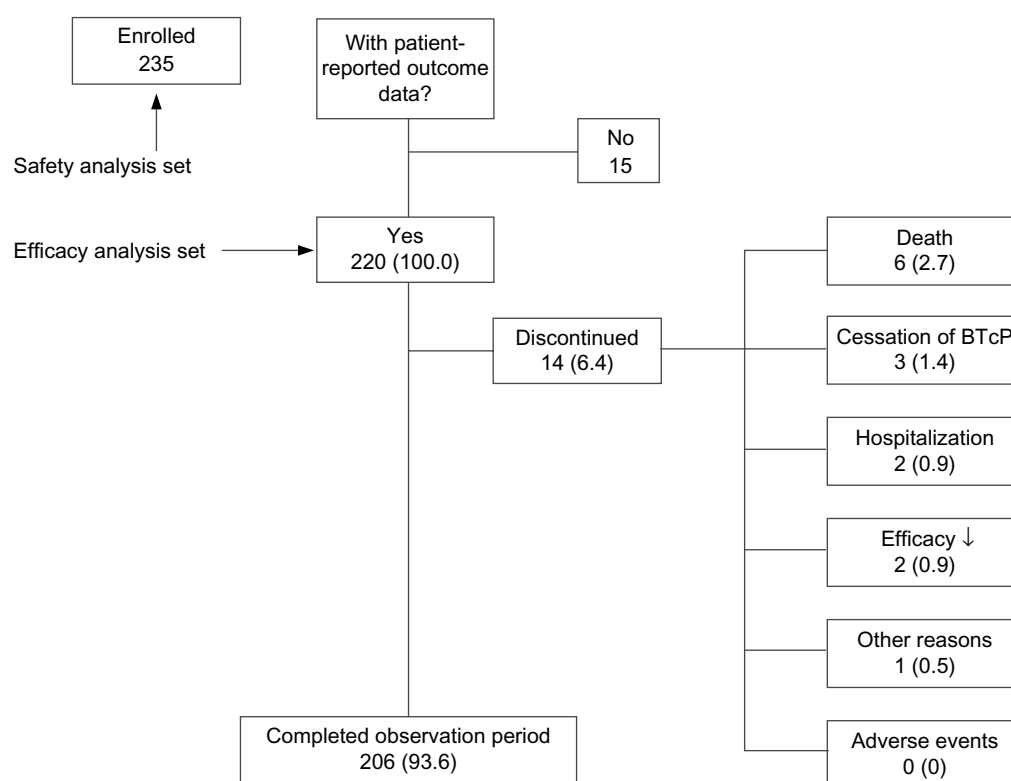 Enrolled
235
With patient-
reported outcome
data?
No
15
Safety analysis set
Efficacy analysis set
Yes
220 (100.0)
Death
6 (2.7)
Discontinued
14 (6.4)
Cessation of BTcP
3 (1.4)
Hospitalization
2 (0.9)
Efficacy ↓
2 (0.9)
Other reasons
1 (0.5)
Completed observation period
206 (93.6)
Adverse events
0 (0)